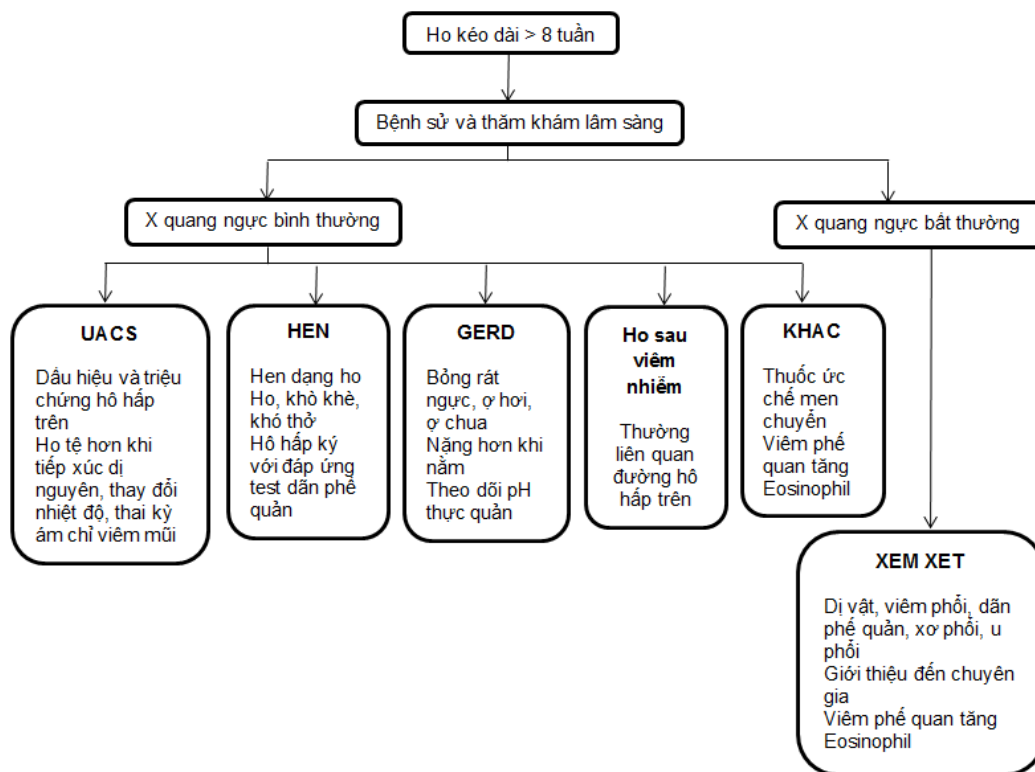 Ho kéo dài > 8 tuần
Bệnh sử và thăm khám lâm sàng
X quang ngực bình thường
X quang ngực bất thường
UACS
Dấu hiệu và triệu
chứng hô hấp
trên
Ho tệ hơn khi
tiếp xúc dị
nguyên, thay đổi
nhiệt độ, thai kỳ
ám chỉ viêm mũi
HEN
Hen dạng ho
Ho, khò khè,
khó thở
Hô hấp ký
với đáp ứng
test dãn phế
quản
GERD
Bỏng rát
ngực, ợ hơi,
ợ chua
Nặng hơn khi
nằm
Theo dõi pH
thực quản
Ho sau
viêm
nhiễm
Thường
liên quan
đường hô
hấp trên
KHAC
Thuốc ức
chế men
chuyển
Viêm phế
quan tăng
Eosinophil
XEM XET
Dị vật, viêm phổi, dãn
phế quản, xơ phổi, u
phổi
Giới thiệu đến chuyên
gia
Viêm phế quan tăng
Eosinophil